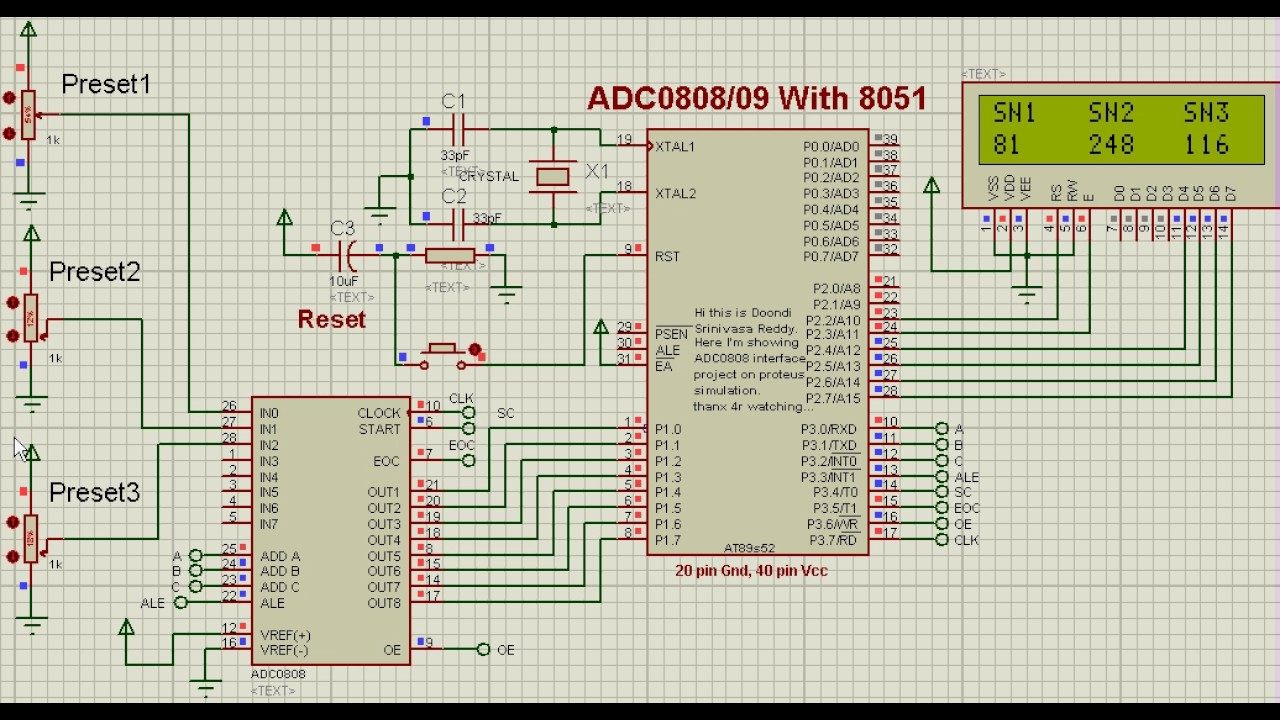 Preset1
1k
Preset2
12%
1k
Preset3
18%
1k
ADC0808/09 With 8051
C1
33pF
<TEXT>
CRYSTAL
X1
<TEXT>
C2
33pF
C3
10uF
<TEXT>
<TEXT>
<TEXT>
Reset
<TEXT>
SN1 SN2 SN3
81 248 116
VSS VDD VEE RS RW E D0 D1 D2 D3 D4 D5 D6 D7
1 2 3 4 5 6 7 8 9 10 11 12 13 14
19 XTAL1
18 XTAL2
9 RST
29 PSEN
30 ALE
31 EA
1 P1.0
2 P1.1
3 P1.2
4 P1.3
5 P1.4
6 P1.5
7 P1.6
8 P1.7
P0.0/AD0 39
P0.1/AD1 38
P0.2/AD2 37
P0.3/AD3 36
P0.4/AD4 35
P0.5/AD5 34
P0.6/AD6 33
P0.7/AD7 32
P2.0/A8 21
P2.1/A9 22
P2.2/A10 23
P2.3/A11 24
P2.4/A12 25
P2.5/A13 26
P2.6/A14 27
P2.7/A15 28
P3.0/RXD 10 A
P3.1/TXD 11 B
P3.2/INT0 12 C
P3.3/INT1 13 ALE
P3.4/T0 14 SC
P3.5/T1 15 EOC
P3.6/WR 16 OE
P3.7/RD 17 CLK
Hi this is Doondi
Srinivasa Reddy.
Here I'm showing
ADC0808 interface
project on proteus
simulation.
thanx 4r watching...
AT89s52
20 pin Gnd, 40 pin Vcc
26 IN0
27 IN1
28 IN2
1 IN3
2 IN4
3 IN5
4 IN6
5 IN7
A 25 ADD A
B 24 ADD B
C 23 ADD C
ALE 22 ALE
12 VREF(+)
16 VREF(-)
CLOCK 10 CLK
START 6 SC
EOC 7 EOC
OUT1 21
OUT2 20
OUT3 19
OUT4 18
OUT5 8
OUT6 15
OUT7 14
OUT8 17
OE 9 OE
ADC0808
<TEXT>